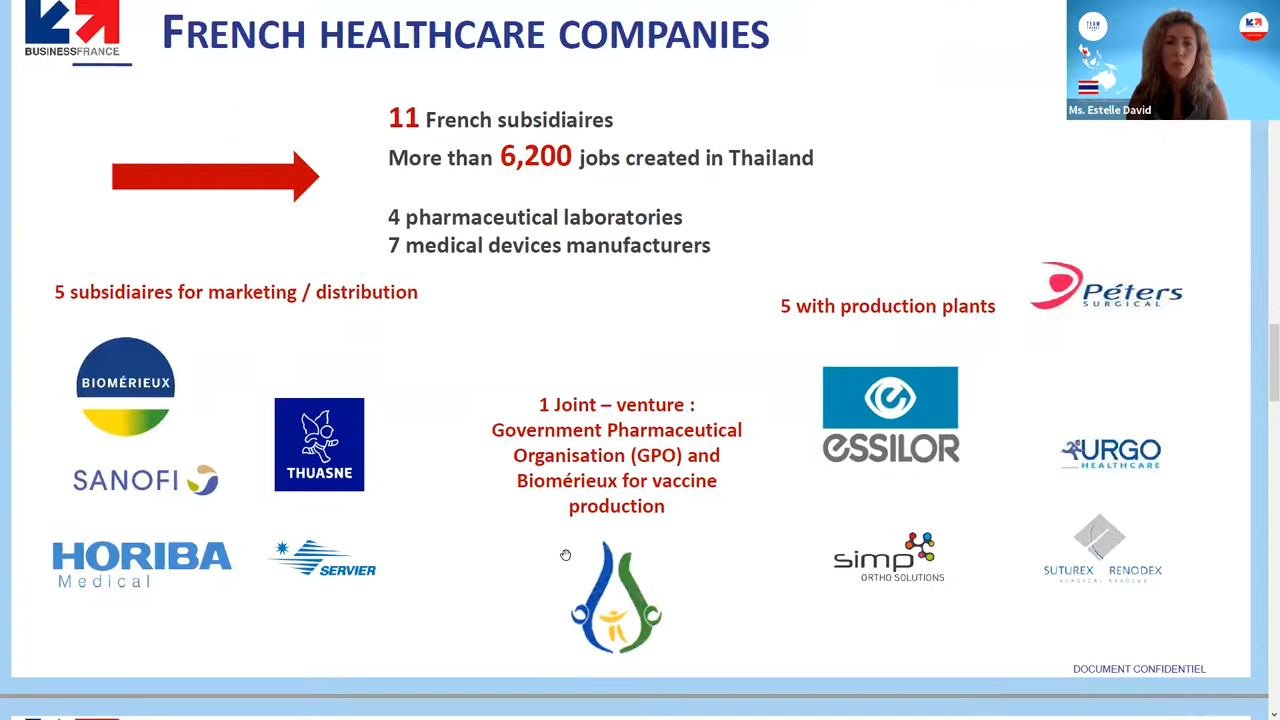 BUSINESSFRANCE
FRENCH HEALTHCARE COMPANIES
TEAM
Ms. Estelle David
11 French subsidiaires
More than 6,200 jobs created in Thailand
4 pharmaceutical laboratories
7 medical devices manufacturers
5 subsidiaires for marketing / distribution
BIOMÉRIEUX
THUASNE
SANOFI
HORIBA
Medical
SERVIER
1 Joint – venture :
Government Pharmaceutical
Organisation (GPO) and
Biomérieux for vaccine
production
5 with production plants
Péters
SURGICAL
essilor
URGO
HEALTHCARE
simp
ORTHO SOLUTIONS
SUTUREX RENODEX
DOCUMENT CONFIDENTIEL